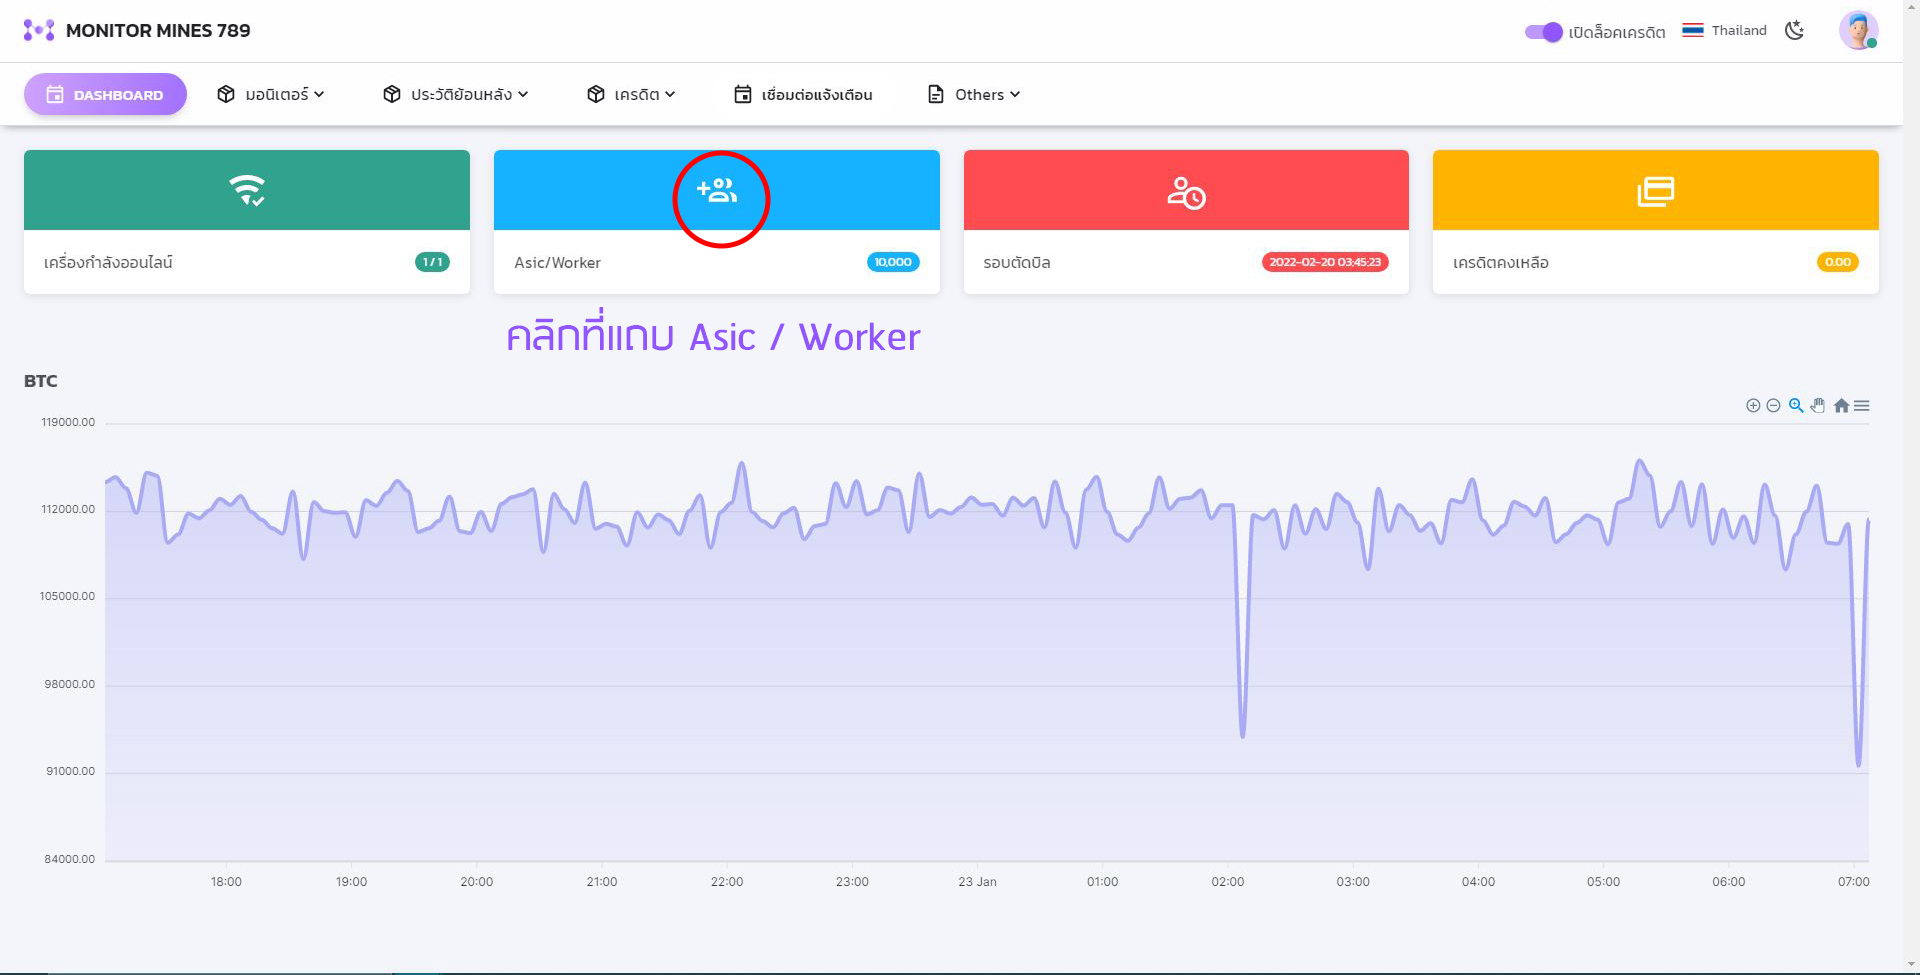 MONITOR MINES 789
เปิดล็อคเครดิต
Thailand
DASHBOARD
มอนิเตอร์
ประวัติย้อนหลัง
เครดิต
เชื่อมต่อแจ้งเตือน
Others
เครื่องกำลังออนไลน์
1 / 1
Asic/Worker
10,000
รอบตัดบิล
2022-02-20 03:45:23
เครดิตคงเหลือ
0.00
คลิกที่แถบ Asic / Worker
BTC
119000.00
112000.00
105000.00
98000.00
91000.00
84000.00
18:00 19:00 20:00 21:00 22:00 23:00 23 Jan 01:00 02:00 03:00 04:00 05:00 06:00 07:00